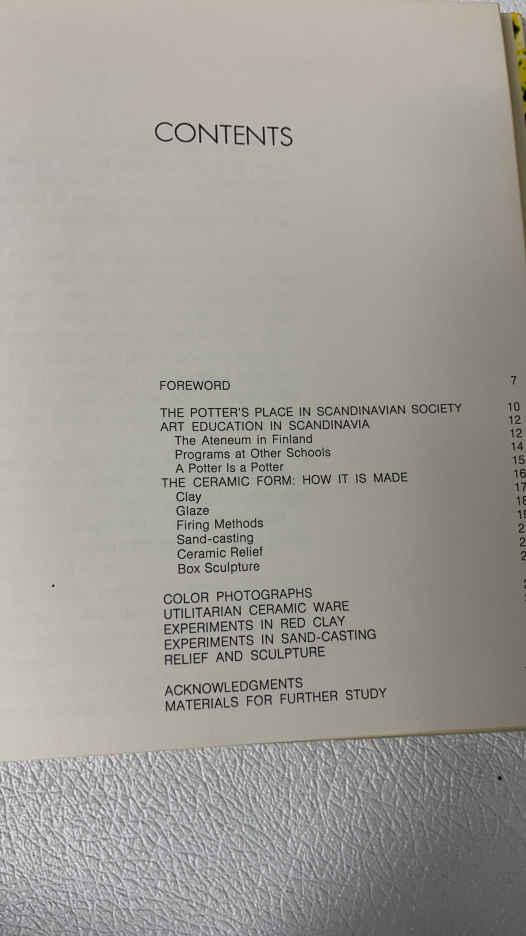 CONTENTS
FOREWORD 7
THE POTTER'S PLACE IN SCANDINAVIAN SOCIETY 10
ART EDUCATION IN SCANDINAVIA 12
The Ateneum in Finland 12
Programs at Other Schools 14
A Potter Is a Potter 15
THE CERAMIC FORM: HOW IT IS MADE 16
Clay 17
Glaze
Firing Methods
Sand-casting
Ceramic Relief
Box Sculpture
COLOR PHOTOGRAPHS
UTILITARIAN CERAMIC WARE
EXPERIMENTS IN RED CLAY
EXPERIMENTS IN SAND-CASTING
RELIEF AND SCULPTURE
ACKNOWLEDGMENTS
MATERIALS FOR FURTHER STUDY